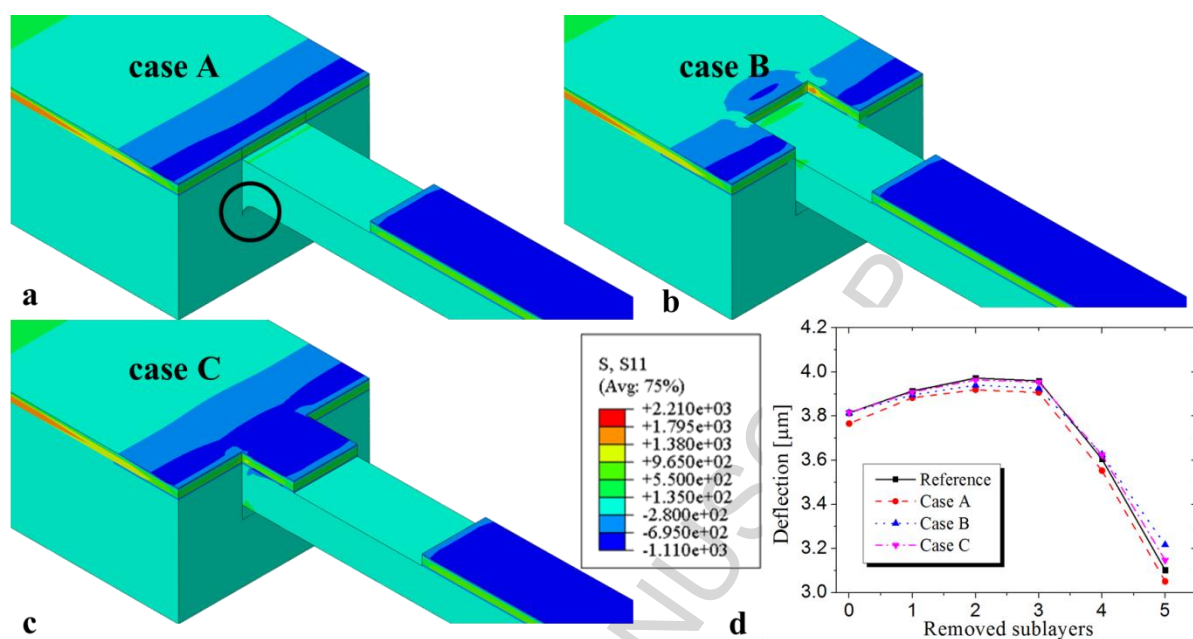 case A
a
case B
b
case C
c
S, S11
(Avg: 75%)
+2.210e+03
+1.795e+03
+1.380e+03
+9.650e+02
+5.500e+02
+1.350e+02
-2.800e+02
-6.950e+02
-1.110e+03
4.2
4.0
3.8
3.6
3.4
3.2
3.0
Deflection [µm]
Reference
Case A
Case B
Case C
0 1 2 3 4 5
Removed sublayers
d